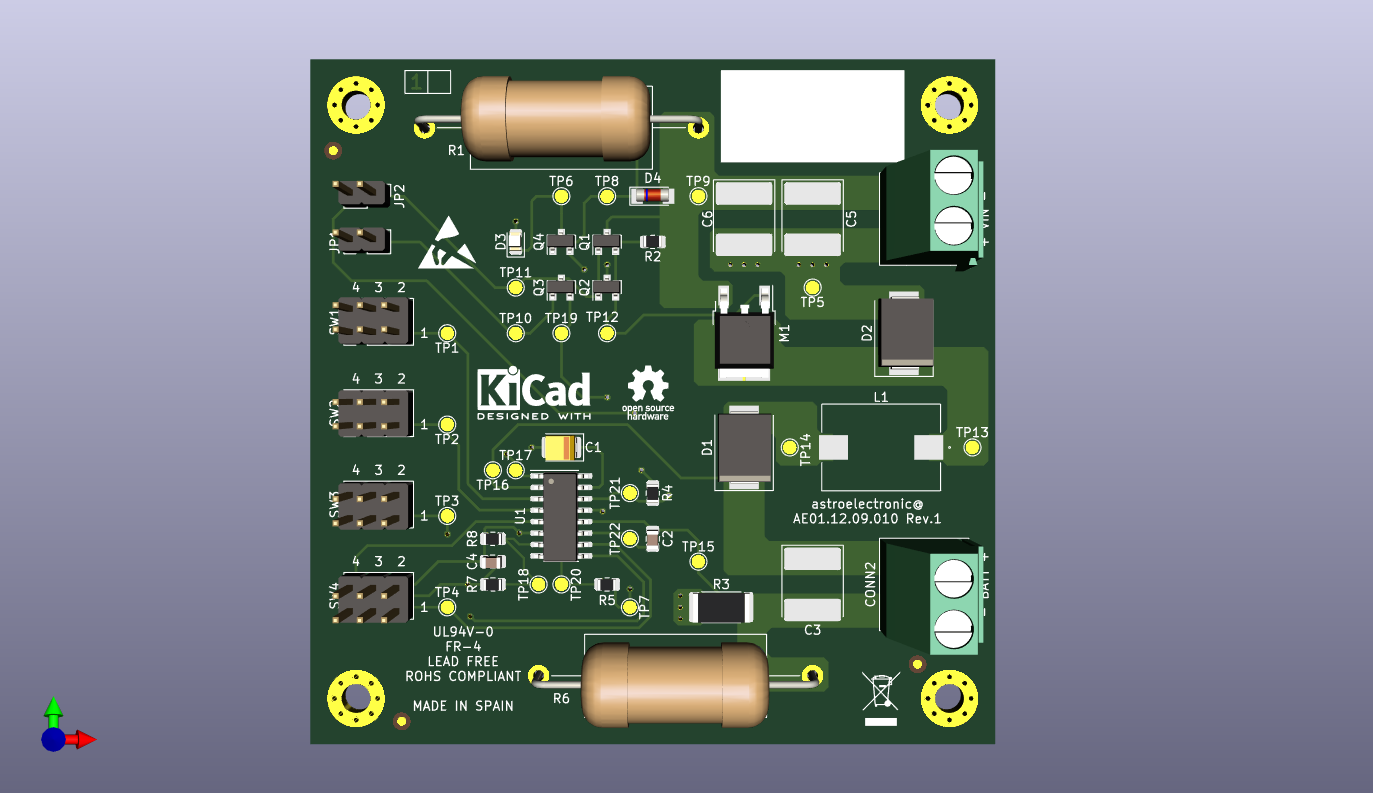 1
R1
JP2
TP6
TP8
D4
TP9
C6
C5
+ VIN -
D3
Q4
Q1
R2
TP11
Q3
Q2
TP5
4 3 2
SW1
1
TP1
TP10
TP19
TP12
M1
D2
KiCad
DESIGNED WITH
open source
hardware
4 3 2
SW2
1
TP2
L1
C1
D1
TP14
TP13
TP17
TP16
4 3 2
SW3
1
TP3
U1
TP21
R4
astroelectronic@
AE01.12.09.010 Rev.1
R8
C4
R7
TP22
C2
TP15
4 3 2
SW4
1
TP4
TP18
TP20
R5
TP7
R3
C3
CONN2
- BATT +
UL94V-0
FR-4
LEAD FREE
ROHS COMPLIANT
MADE IN SPAIN
R6